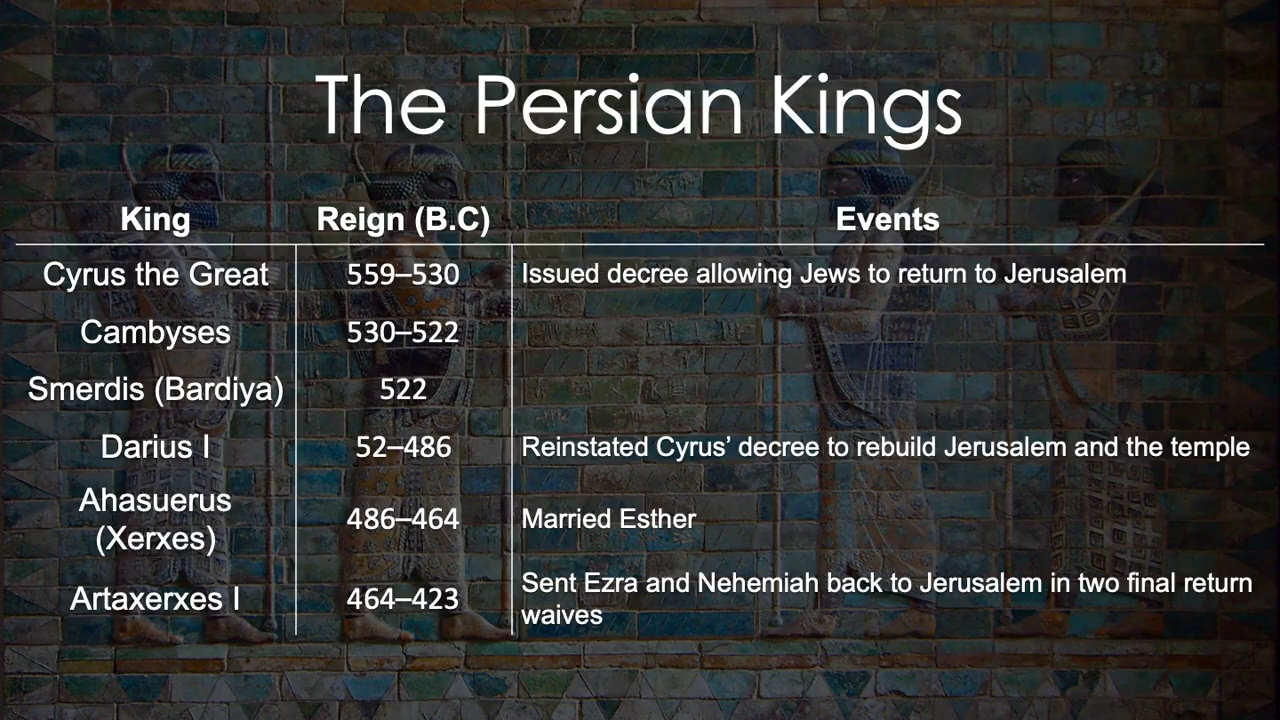 The Persian Kings
King Reign (B.C) Events
Cyrus the Great 559–530 Issued decree allowing Jews to return to Jerusalem
Cambyses 530–522
Smerdis (Bardiya) 522
Darius I 52–486 Reinstated Cyrus’ decree to rebuild Jerusalem and the temple
Ahasuerus
(Xerxes) 486–464 Married Esther
Artaxerxes I 464–423 Sent Ezra and Nehemiah back to Jerusalem in two final return
waives